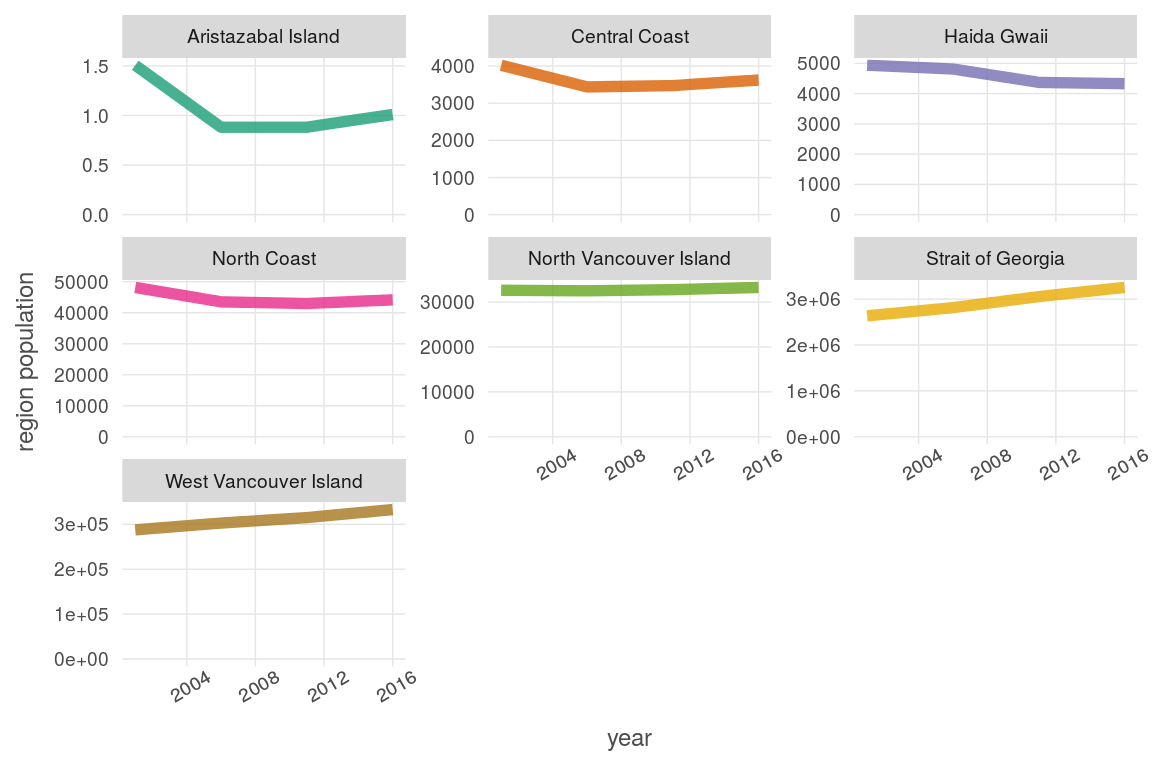 Aristazabal Island
Central Coast
Haida Gwaii
1.5
1.0
0.5
0.0
4000
3000
2000
1000
0
5000
4000
3000
2000
1000
0
North Coast
North Vancouver Island
Strait of Georgia
50000
40000
30000
20000
10000
0
30000
20000
10000
0
3e+06
2e+06
1e+06
0e+00
2004 2008 2012 2016
2004 2008 2012 2016
West Vancouver Island
3e+05
2e+05
1e+05
0e+00
2004 2008 2012 2016
region population
year